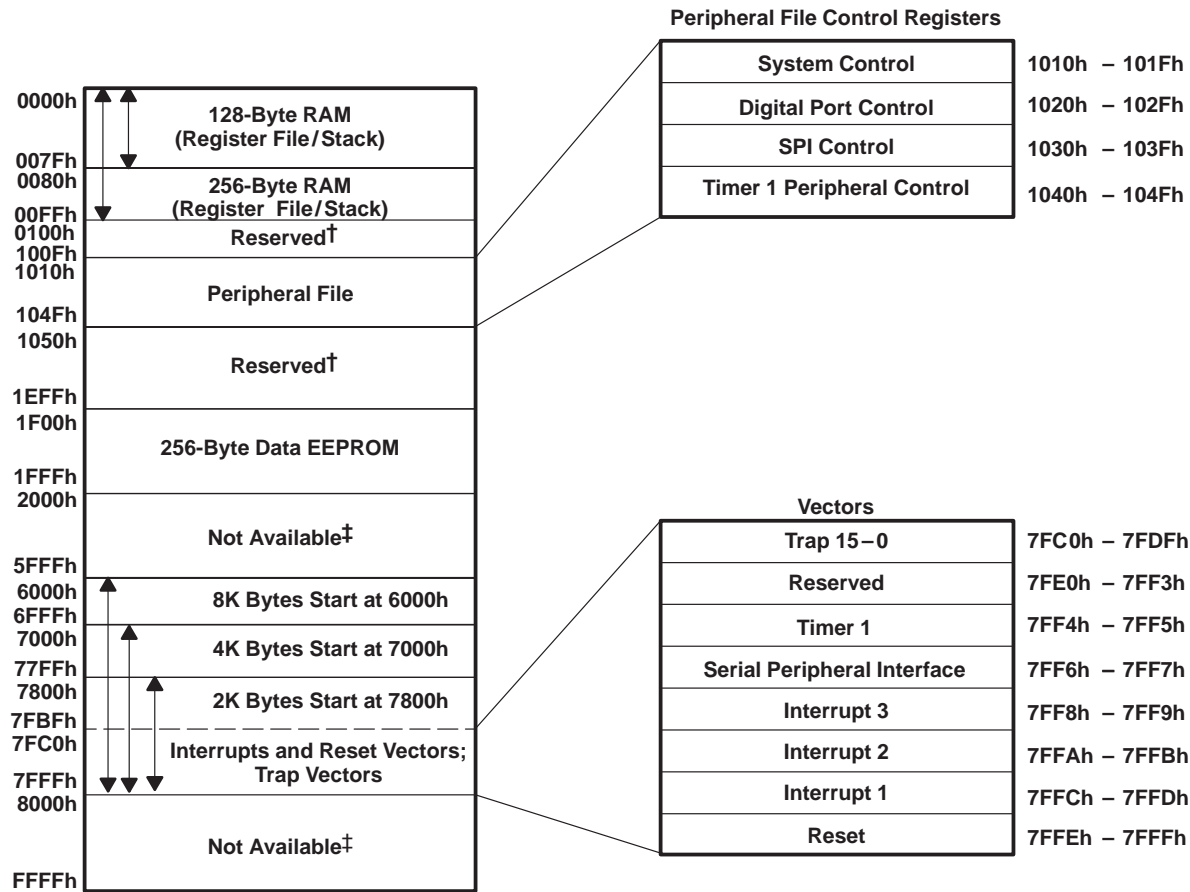 Peripheral File Control Registers
System Control
1010h – 101Fh
Digital Port Control
1020h – 102Fh
SPI Control
1030h – 103Fh
Timer 1 Peripheral Control
1040h – 104Fh
0000h
128-Byte RAM
(Register File/Stack)
007Fh
0080h
256-Byte RAM
(Register File/Stack)
00FFh
0100h
Reserved†
100Fh
1010h
Peripheral File
104Fh
1050h
Reserved†
1EFFh
1F00h
256-Byte Data EEPROM
1FFFh
2000h
Not Available‡
5FFFh
6000h
8K Bytes Start at 6000h
6FFFh
7000h
4K Bytes Start at 7000h
77FFh
7800h
2K Bytes Start at 7800h
7FBFh
7FC0h
Interrupts and Reset Vectors;
Trap Vectors
7FFFh
8000h
Not Available‡
FFFFh
Vectors
Trap 15–0
7FC0h – 7FDFh
Reserved
7FE0h – 7FF3h
Timer 1
7FF4h – 7FF5h
Serial Peripheral Interface
7FF6h – 7FF7h
Interrupt 3
7FF8h – 7FF9h
Interrupt 2
7FFAh – 7FFBh
Interrupt 1
7FFCh – 7FFDh
Reset
7FFEh – 7FFFh